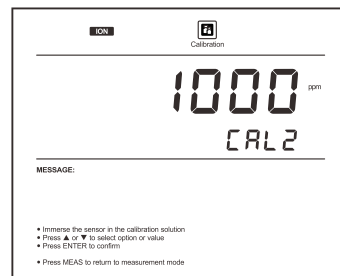 ION
Calibration
1000 ppm
CAL2
MESSAGE:
• Immerse the sensor in the calibration solution
• Press ▲ or ▼ to select option or value
• Press ENTER to confirm
• Press MEAS to return to measurement mode